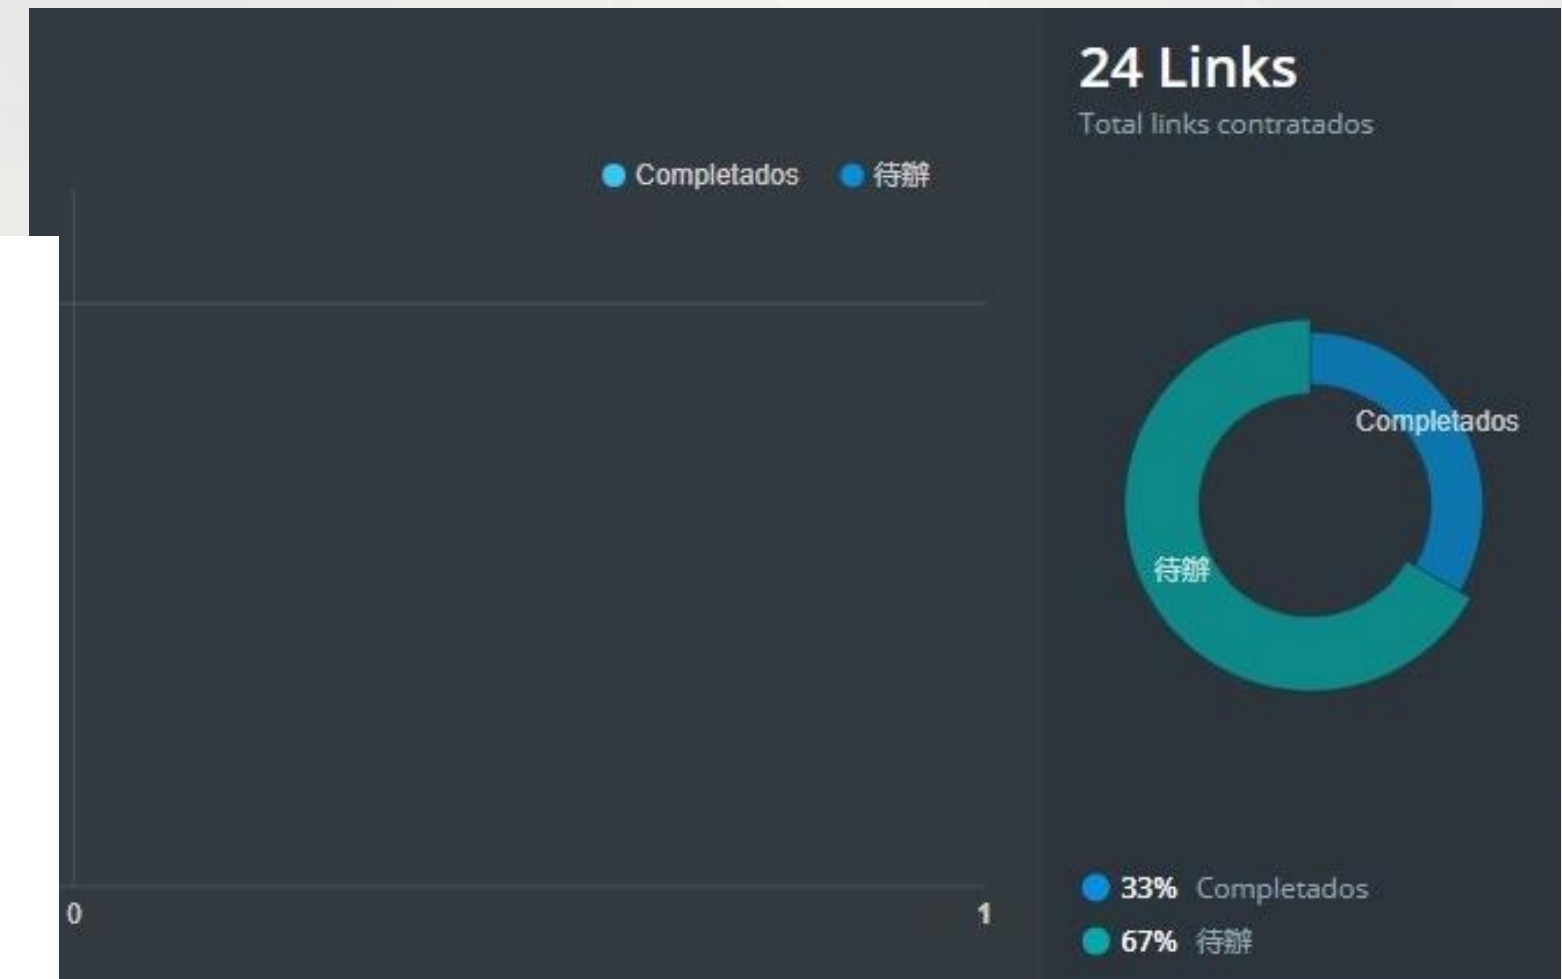 24 Links
Total links contratados
Completados 待辦
Completados
待辦
0 1
33% Completados
67% 待辦